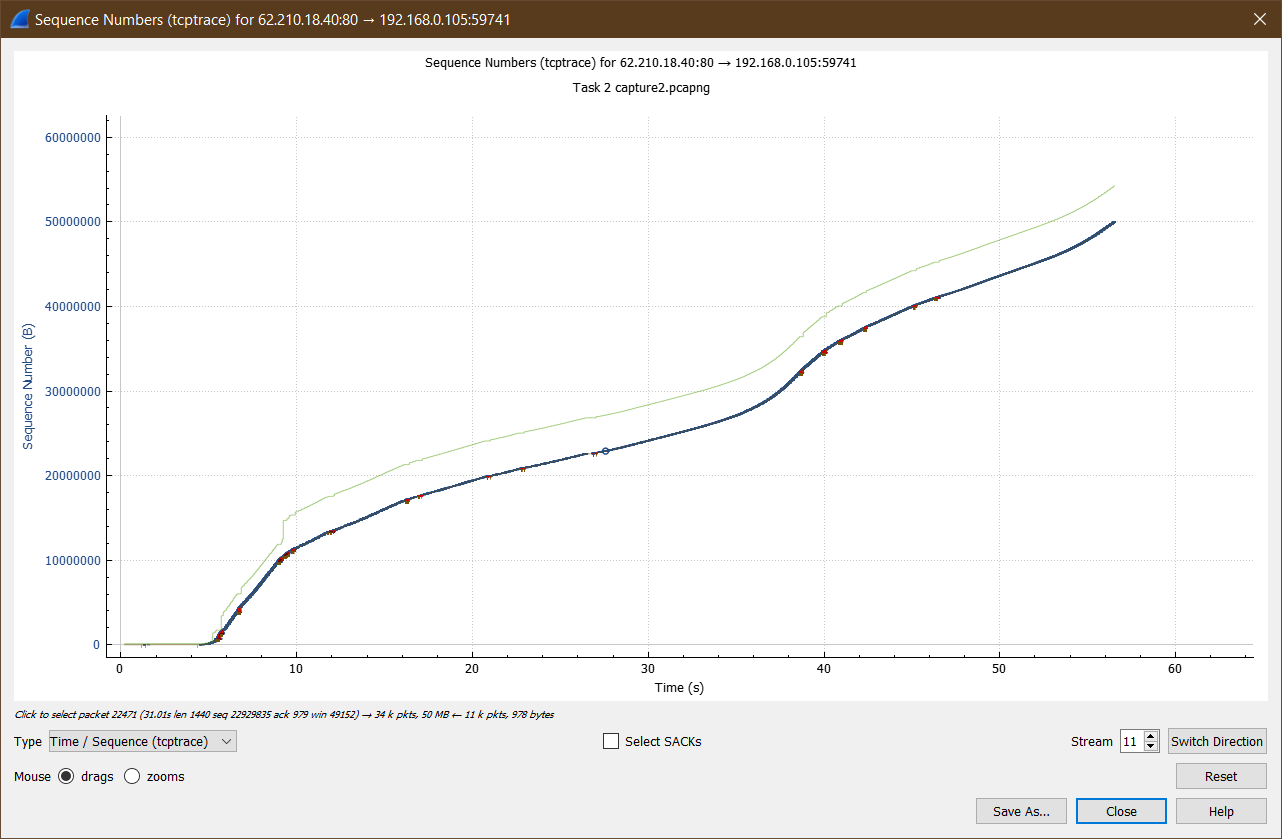 Sequence Numbers (tcptrace) for 62.210.18.40:80 → 192.168.0.105:59741
Sequence Numbers (tcptrace) for 62.210.18.40:80 → 192.168.0.105:59741
Task 2 capture2.pcapng
60000000
50000000
40000000
30000000
20000000
10000000
0
Sequence Number (B)
0 10 20 30 40 50 60
Time (s)
Click to select packet 22471 (31.01s len 1440 seq 22929835 ack 979 win 49152) → 34 k pkts, 50 MB ← 11 k pkts, 978 bytes
Type Time / Sequence (tcptrace) Select SACKs Stream 11 Switch Direction
Mouse drags zooms Reset
Save As... Close Help